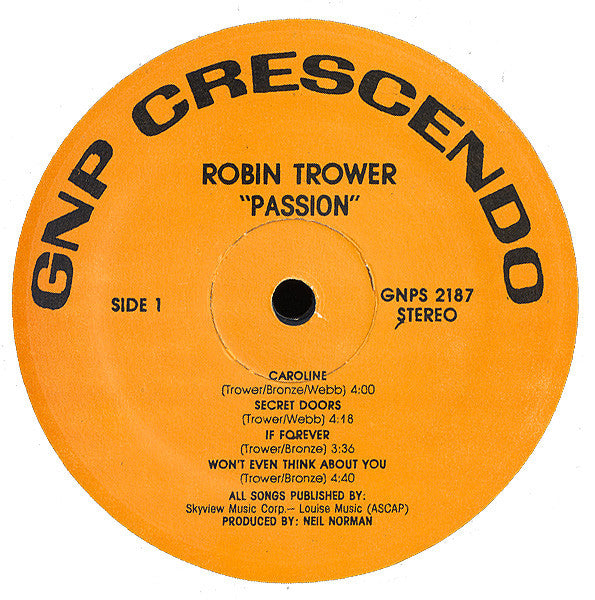 GNP CRESCENDO
ROBIN TROWER
"PASSION"
SIDE 1
GNPS 2187
STEREO
CAROLINE
(Trower/Bronze/Webb) 4:00
SECRET DOORS
(Trower/Webb) 4:18
IF FOREVER
(Trower/Bronze) 3:36
WON'T EVEN THINK ABOUT YOU
(Trower/Bronze) 4:40
ALL SONGS PUBLISHED BY:
Skyview Music Corp.— Louise Music (ASCAP)
PRODUCED BY: NEIL NORMAN